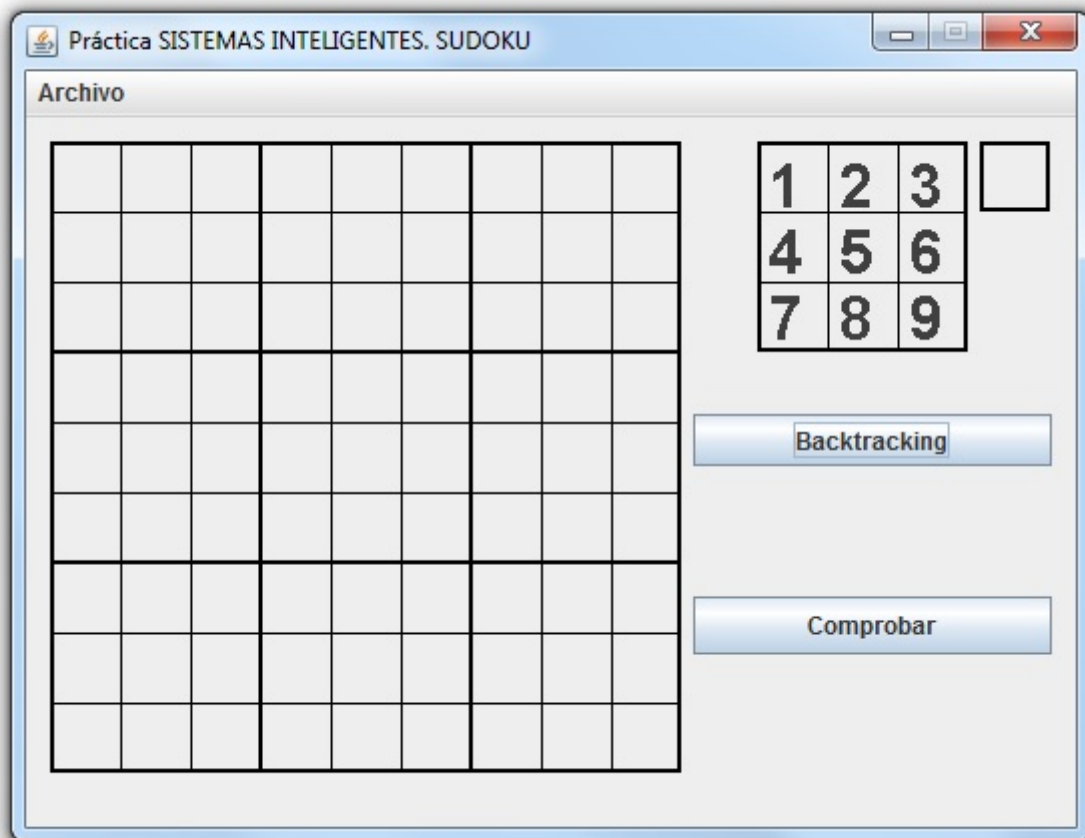 Práctica SISTEMAS INTELIGENTES. SUDOKU
Archivo
1 2 3
4 5 6
7 8 9
Backtracking
Comprobar